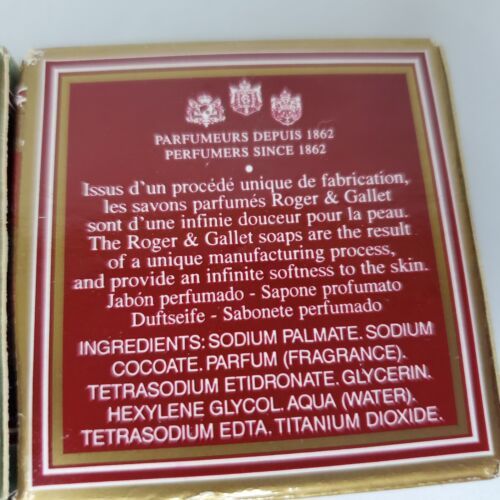 PARFUMEURS DEPUIS 1862
PERFUMERS SINCE 1862
Issus d'un procédé unique de fabrication,
les savons parfumés Roger & Gallet
sont d'une infinie douceur pour la peau.
The Roger & Gallet soaps are the result
of a unique manufacturing process,
and provide an infinite softness to the skin.
Jabón perfumado - Sapone profumato
Duftseife - Sabonete perfumado
INGREDIENTS: SODIUM PALMATE. SODIUM
COCOATE. PARFUM (FRAGRANCE).
TETRASODIUM ETIDRONATE. GLYCERIN.
HEXYLENE GLYCOL. AQUA (WATER).
TETRASODIUM EDTA. TITANIUM DIOXIDE.